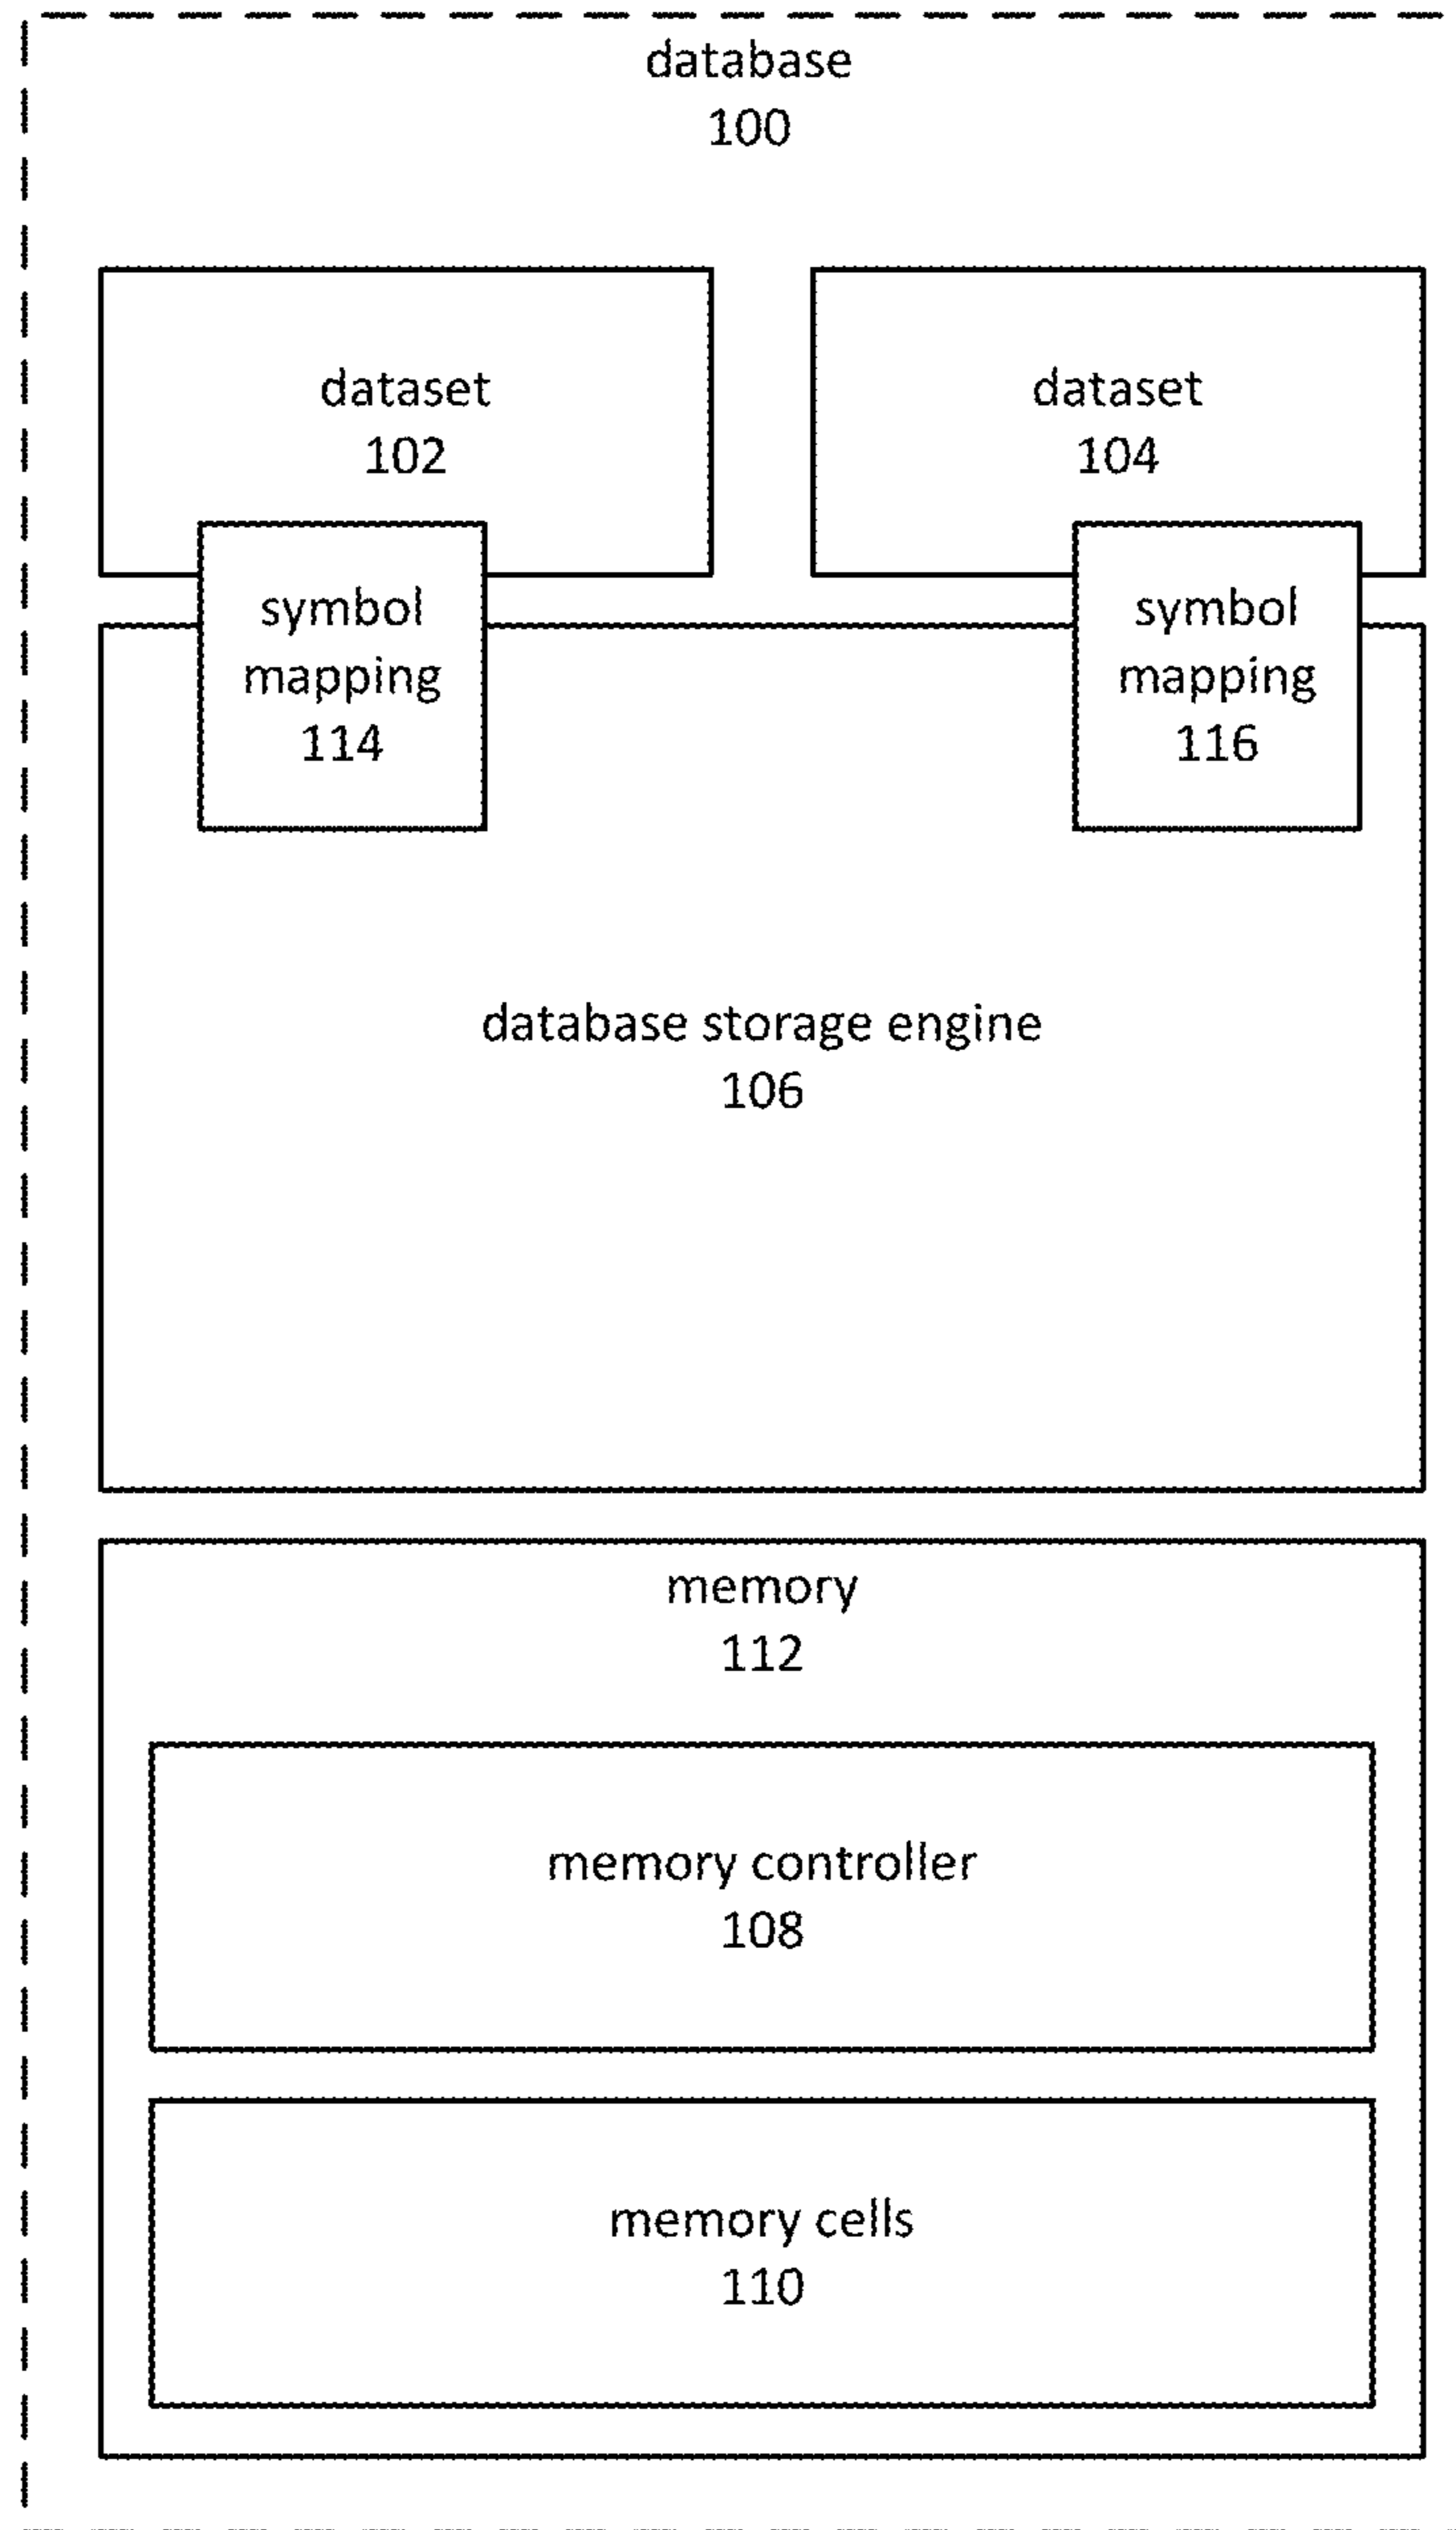 database
100
dataset
102
dataset
104
symbol
mapping
114
symbol
mapping
116
database storage engine
106
memory
112
memory controller
108
memory cells
110